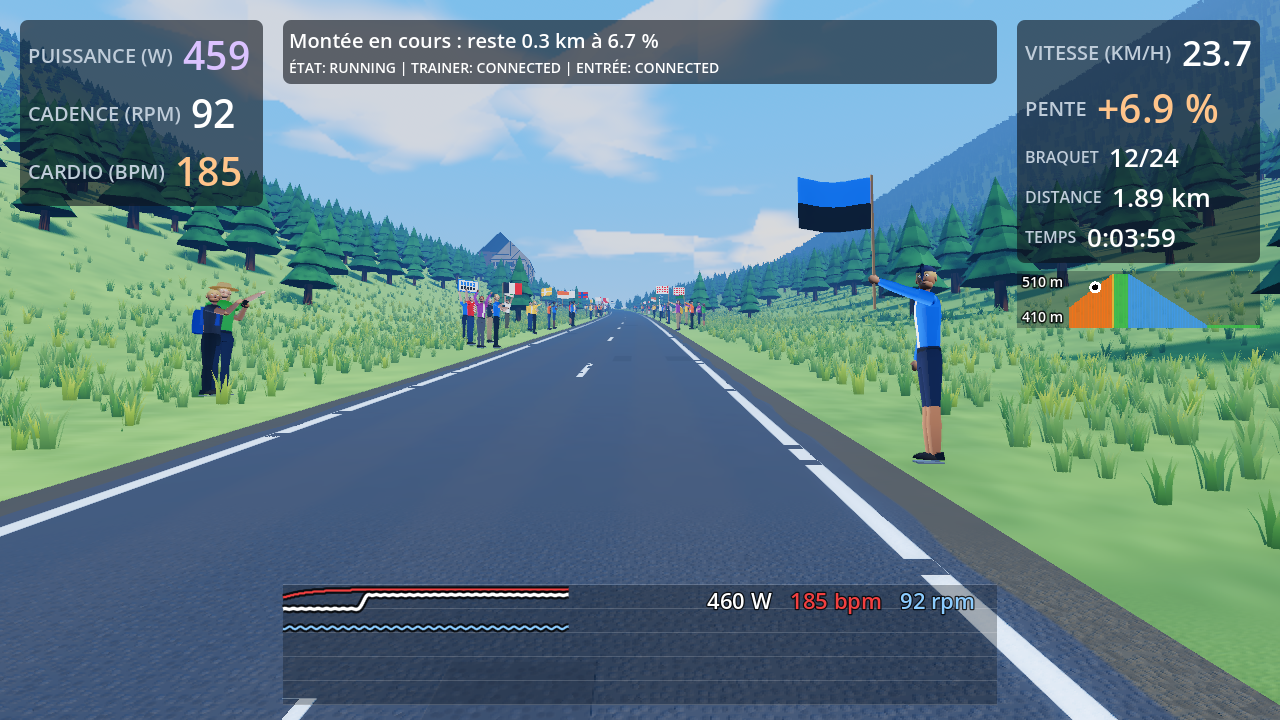 PUISSANCE (W) 459
CADENCE (RPM) 92
CARDIO (BPM) 185
Montée en cours : reste 0.3 km à 6.7 %
ÉTAT: RUNNING | TRAINER: CONNECTED | ENTRÉE: CONNECTED
VITESSE (KM/H) 23.7
PENTE +6.9 %
BRAQUET 12/24
DISTANCE 1.89 km
TEMPS 0:03:59
510 m
410 m
460 W 185 bpm 92 rpm